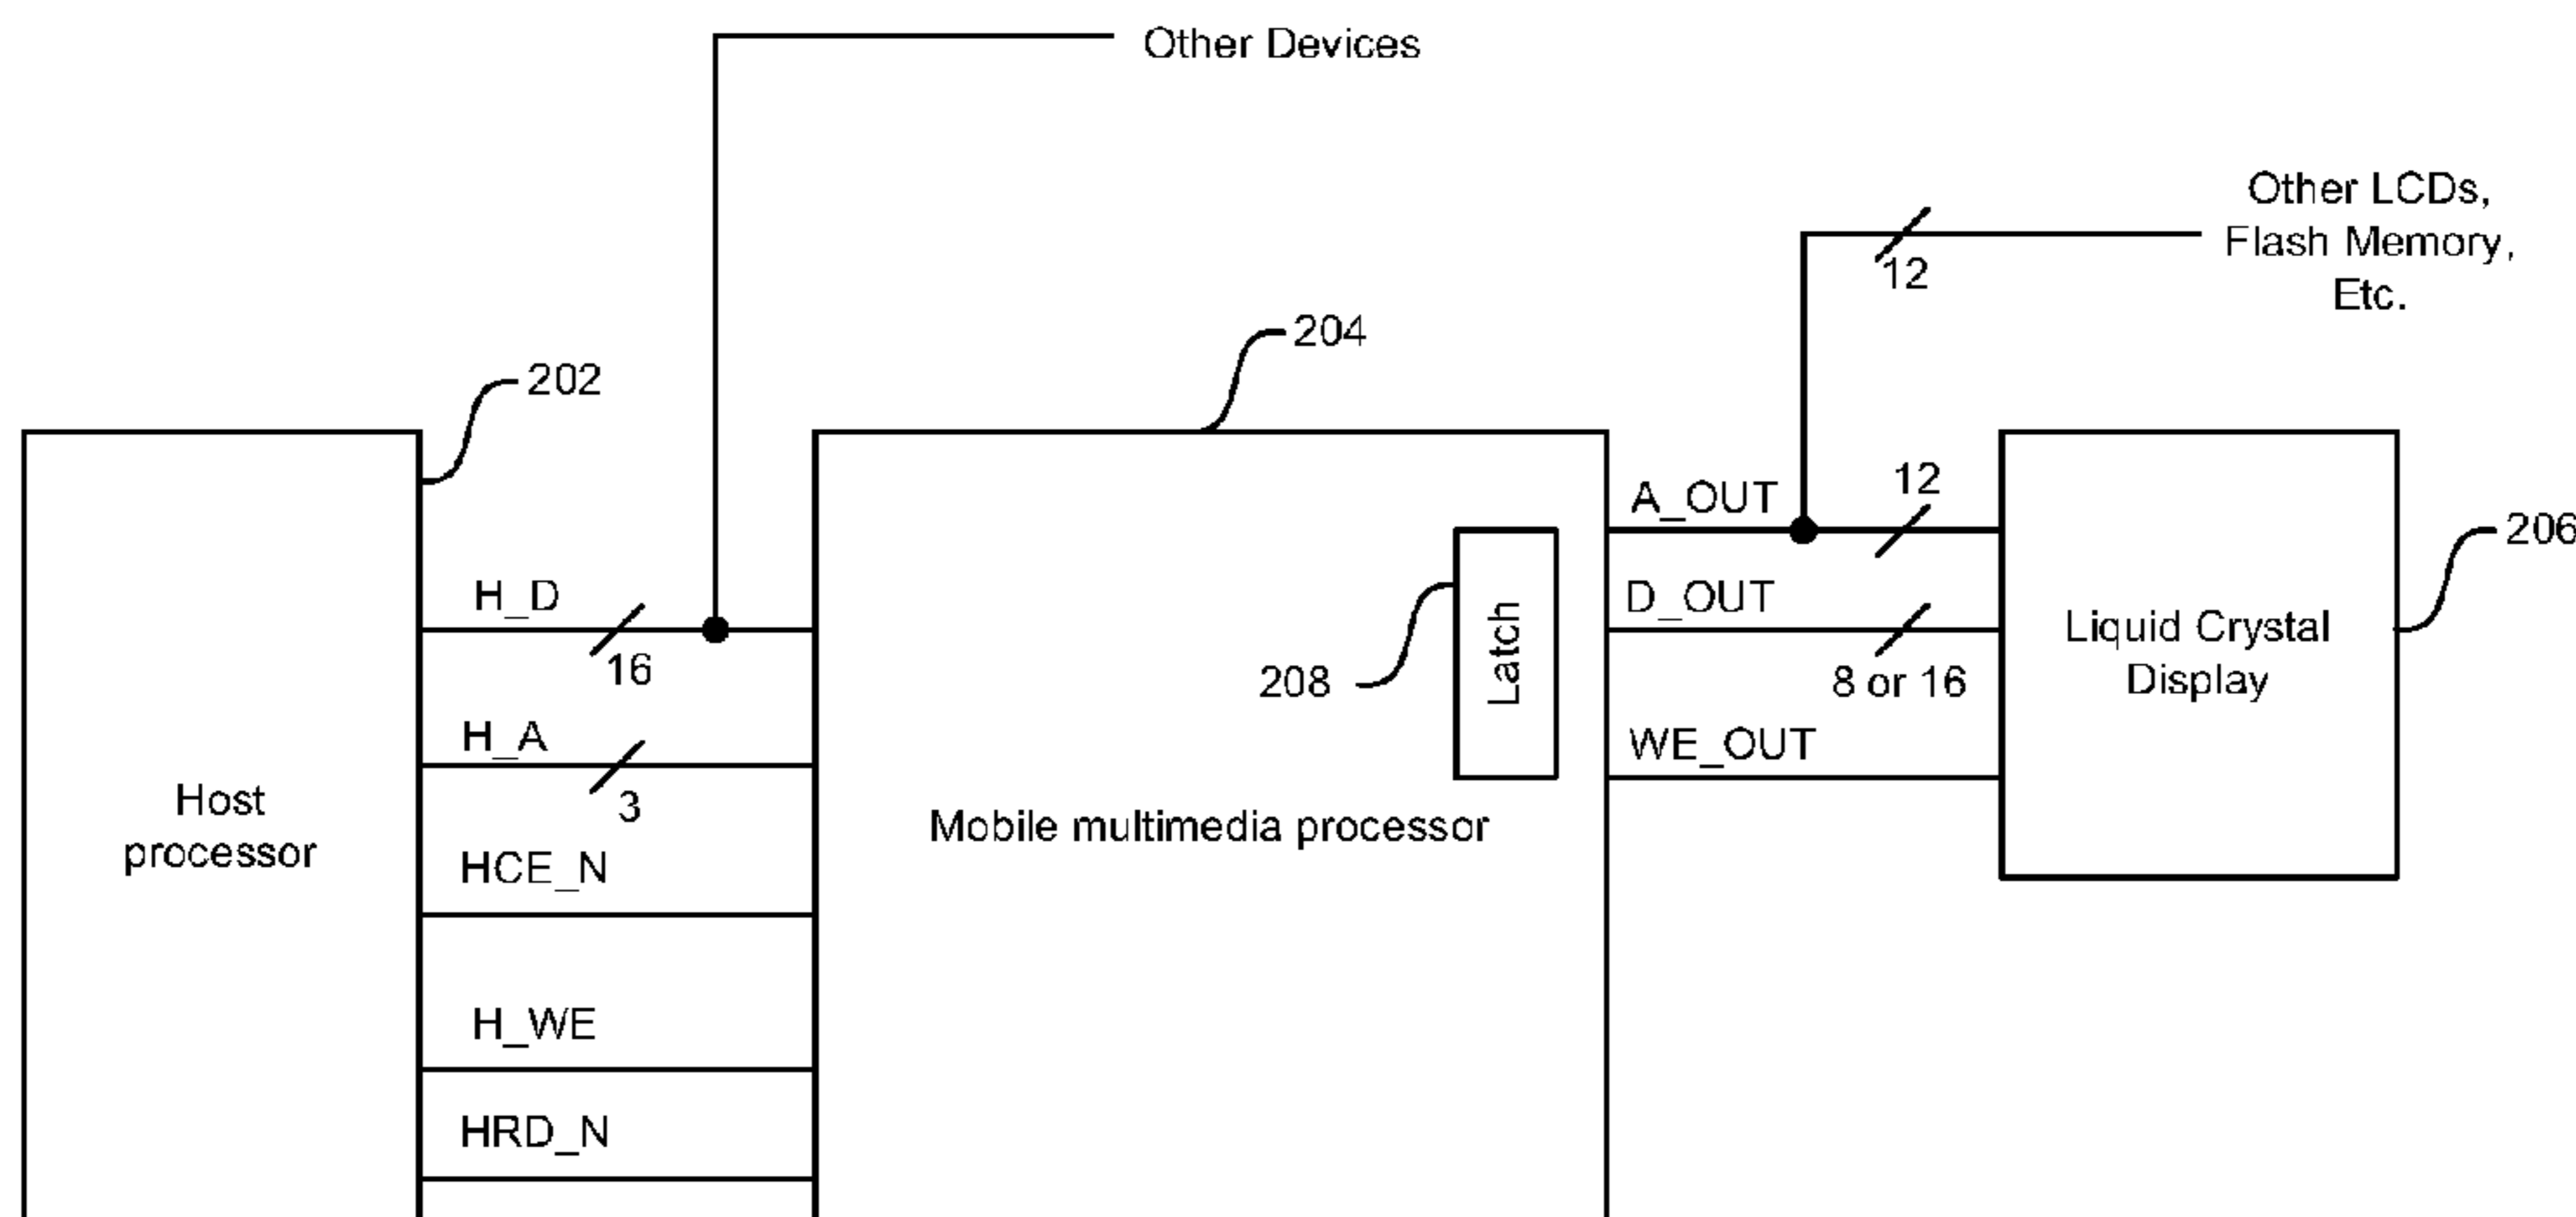 Other Devices
Other LCDs,
Flash Memory,
Etc.
12
204
202
12
A_OUT
206
H_D
16
D_OUT
8 or 16
Liquid Crystal
Display
208
Latch
H_A
3
WE_OUT
Host
processor
Mobile multimedia processor
HCE_N
H_WE
HRD_N